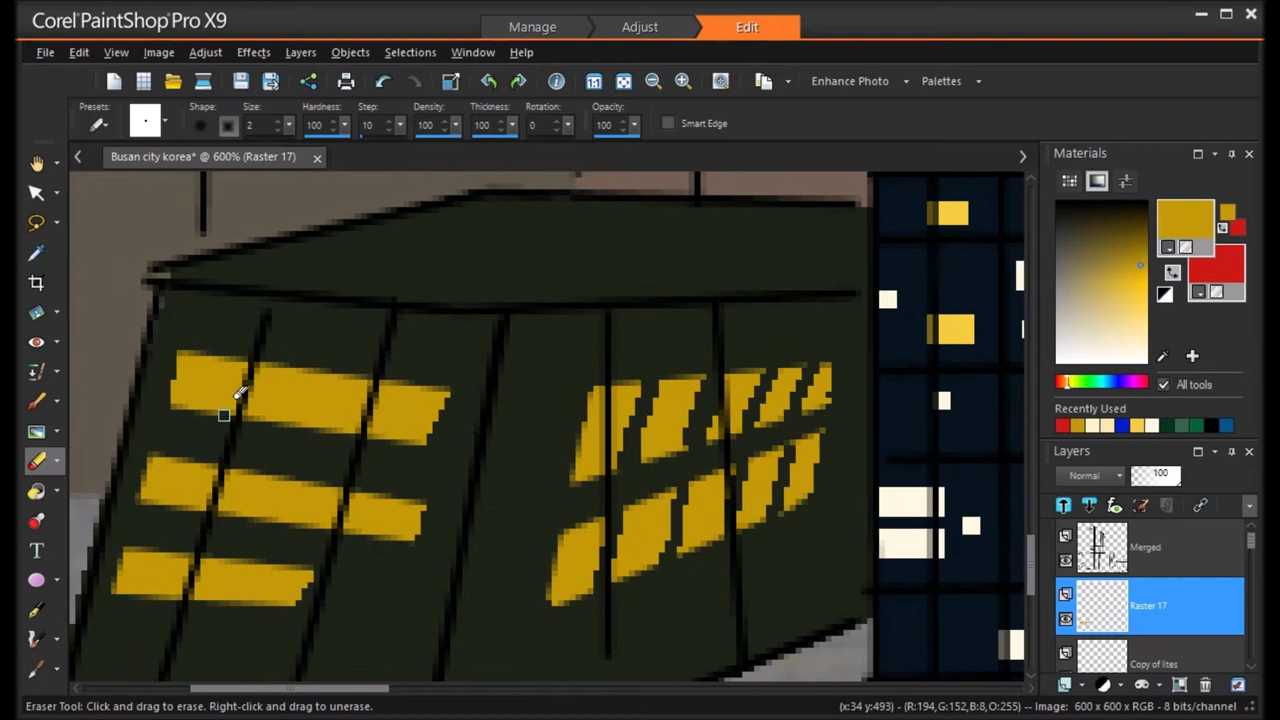 Corel PaintShop Pro X9
Manage Adjust Edit
File Edit View Image Adjust Effects Layers Objects Selections Window Help
Enhance Photo Palettes
Presets: Shape: Size: Hardness: Step: Density: Thickness: Rotation: Opacity:
2 100 10 100 100 0 100 Smart Edge
Busan city korea* @ 600% (Raster 17)
Materials
All tools
Recently Used
Layers
Normal 100
Merged
Raster 17
Copy of lites
Eraser Tool: Click and drag to erase. Right-click and drag to unerase.
(x:34 y:493) - (R:194,G:152,B:8,O:255) -- Image: 600 x 600 x RGB - 8 bits/channel